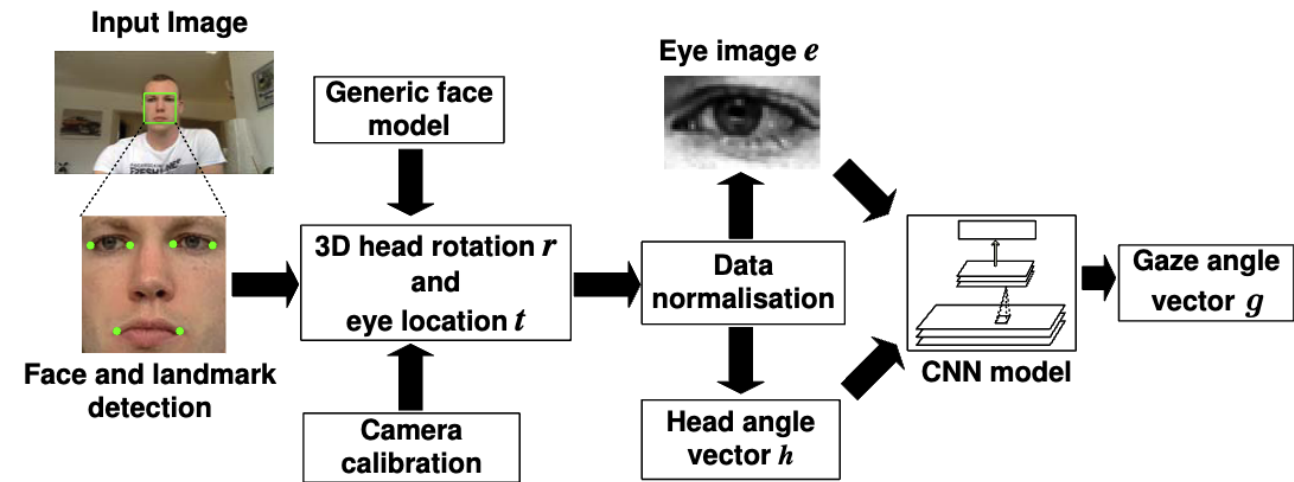 Input Image
Face and landmark
detection
Generic face
model
3D head rotation r
and
eye location t
Camera
calibration
Eye image e
Data
normalisation
Head angle
vector h
CNN model
Gaze angle
vector g